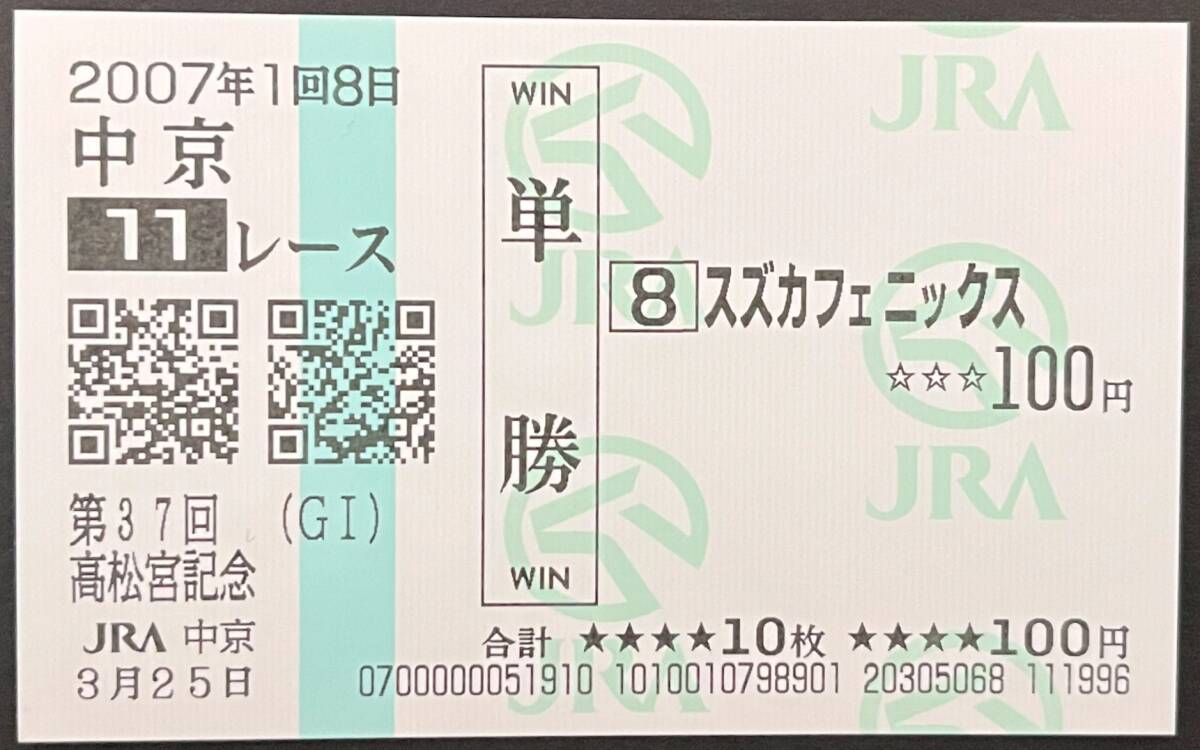 2007年1回8日
中京
11レース
第37回 (GI)
高松宮記念
JRA 中京
3月25日
WIN
単勝
WIN
8 スズカフェニックス
☆☆☆100円
合計 ★★★★10枚 ★★★★100円
0700000051910 1010010798901 20305068 111996
JRA
JRA
JRA
JRA